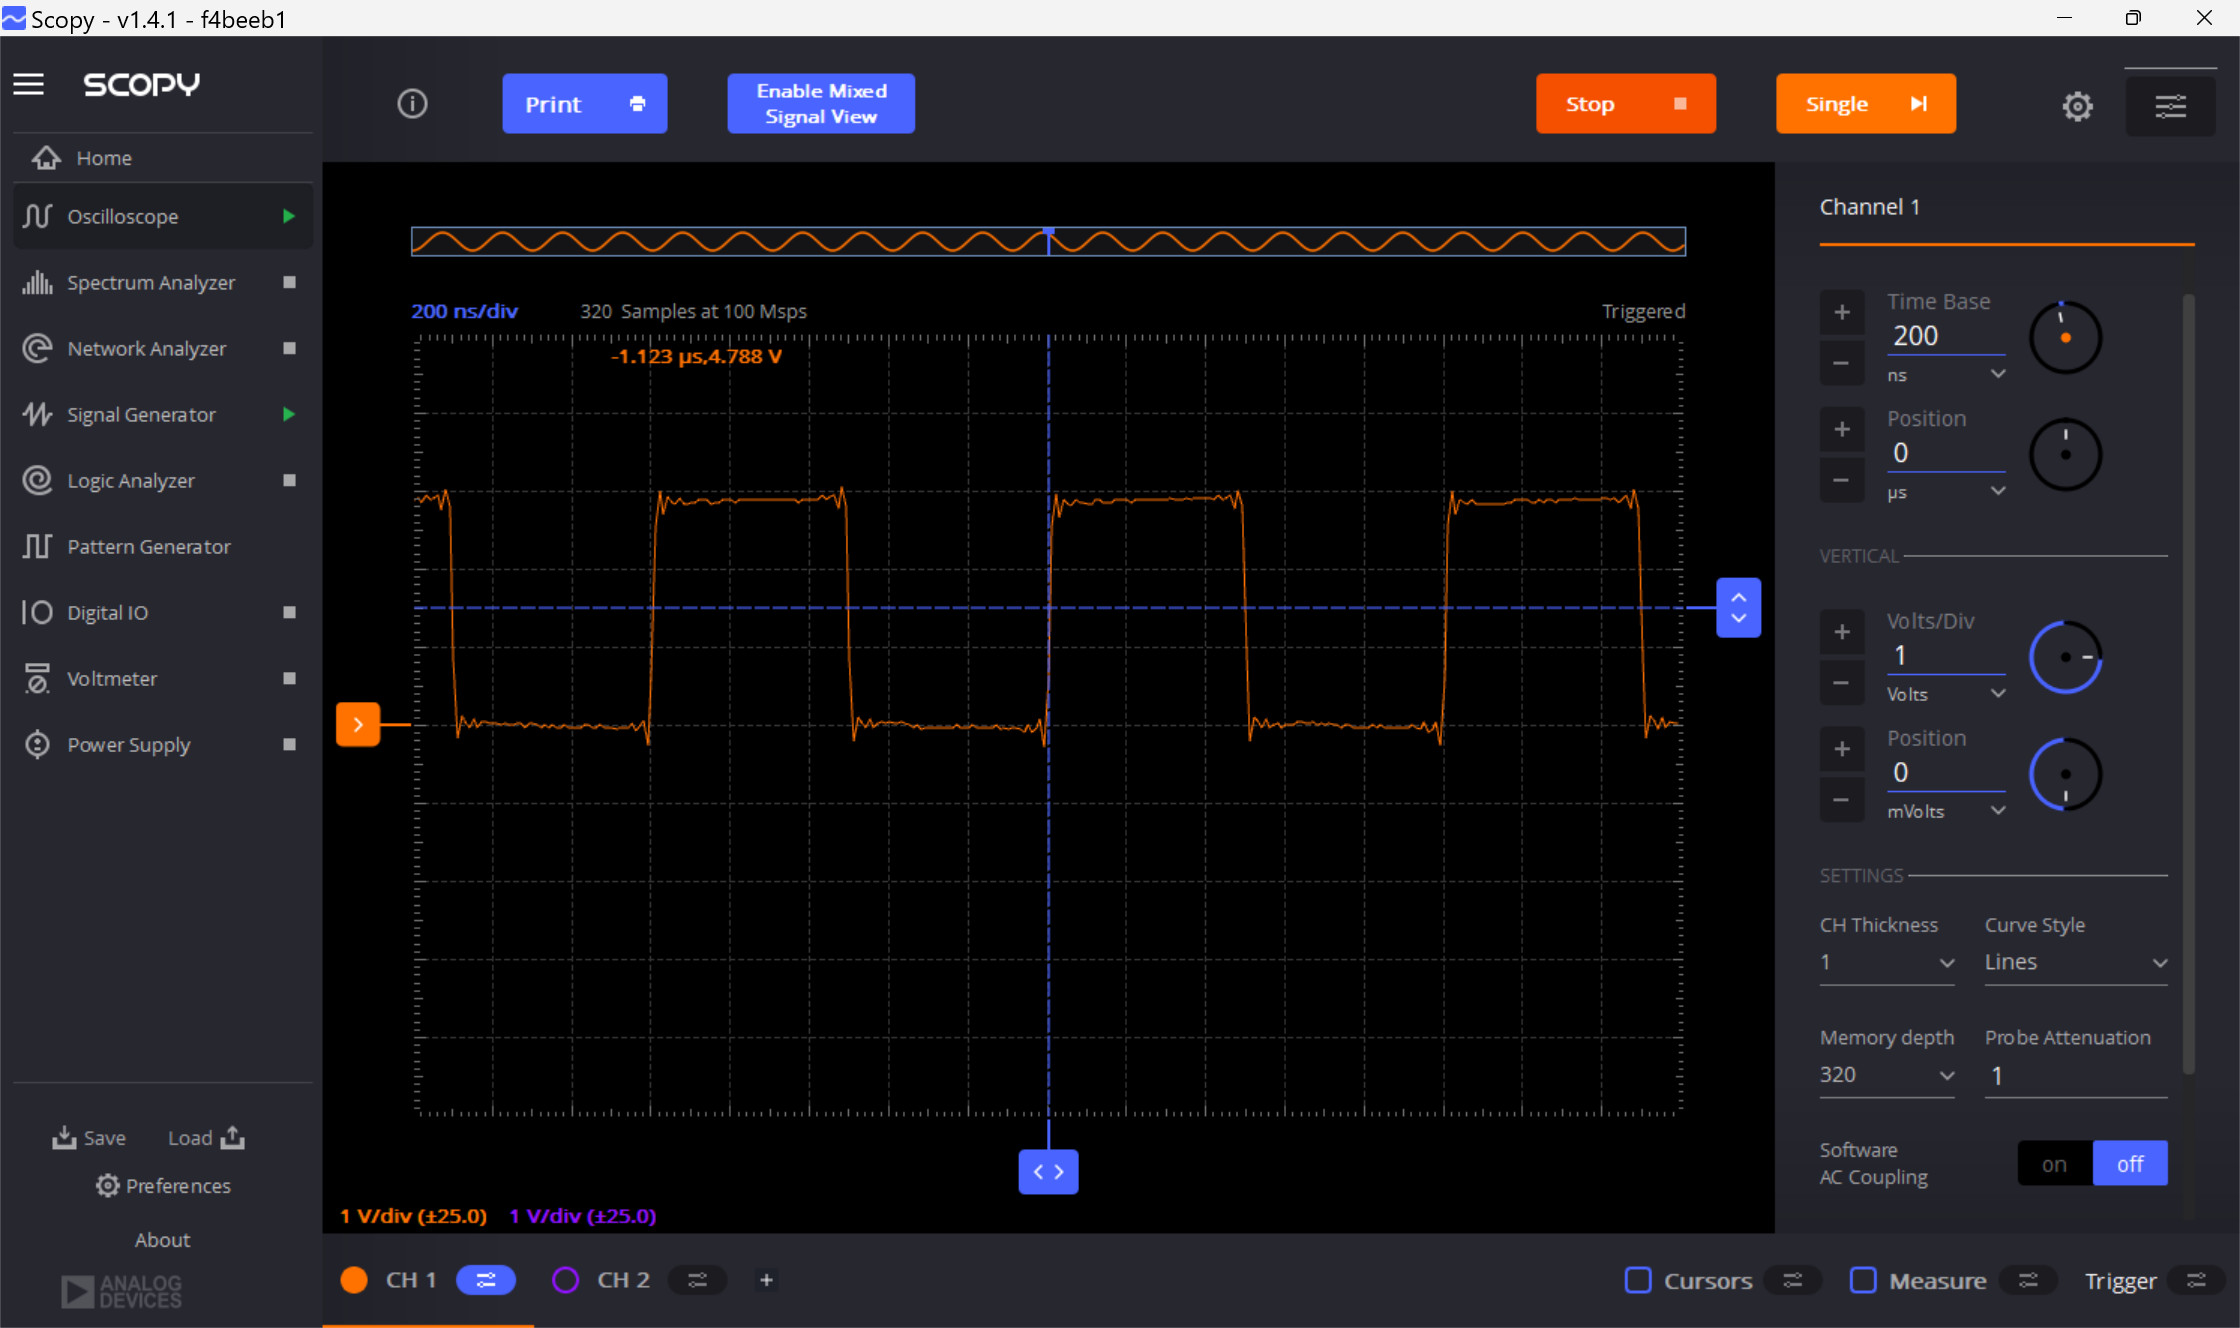 Scopy - v1.4.1 - f4beeb1
SCOPY
Home
Oscilloscope
Spectrum Analyzer
Network Analyzer
Signal Generator
Logic Analyzer
Pattern Generator
Digital IO
Voltmeter
Power Supply
Save Load
Preferences
About
ANALOG
DEVICES
Print
Enable Mixed
Signal View
Stop
Single
200 ns/div 320 Samples at 100 Msps Triggered
-1.123 µs,4.788 V
1 V/div (±25.0) 1 V/div (±25.0)
CH 1 CH 2 +
Cursors Measure Trigger
Channel 1
Time Base
200
ns
Position
0
µs
VERTICAL
Volts/Div
1
Volts
Position
0
mVolts
SETTINGS
CH Thickness Curve Style
1 Lines
Memory depth Probe Attenuation
320 1
Software
AC Coupling
on off